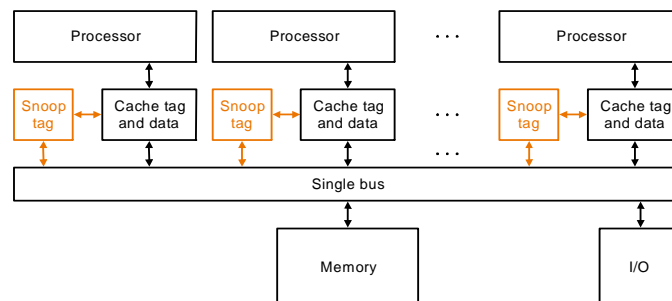 Processor
Processor
. . .
Processor
Snoop
tag
Cache tag
and data
Snoop
tag
Cache tag
and data
. . .
Snoop
tag
Cache tag
and data
. . .
Single bus
Memory
I/O